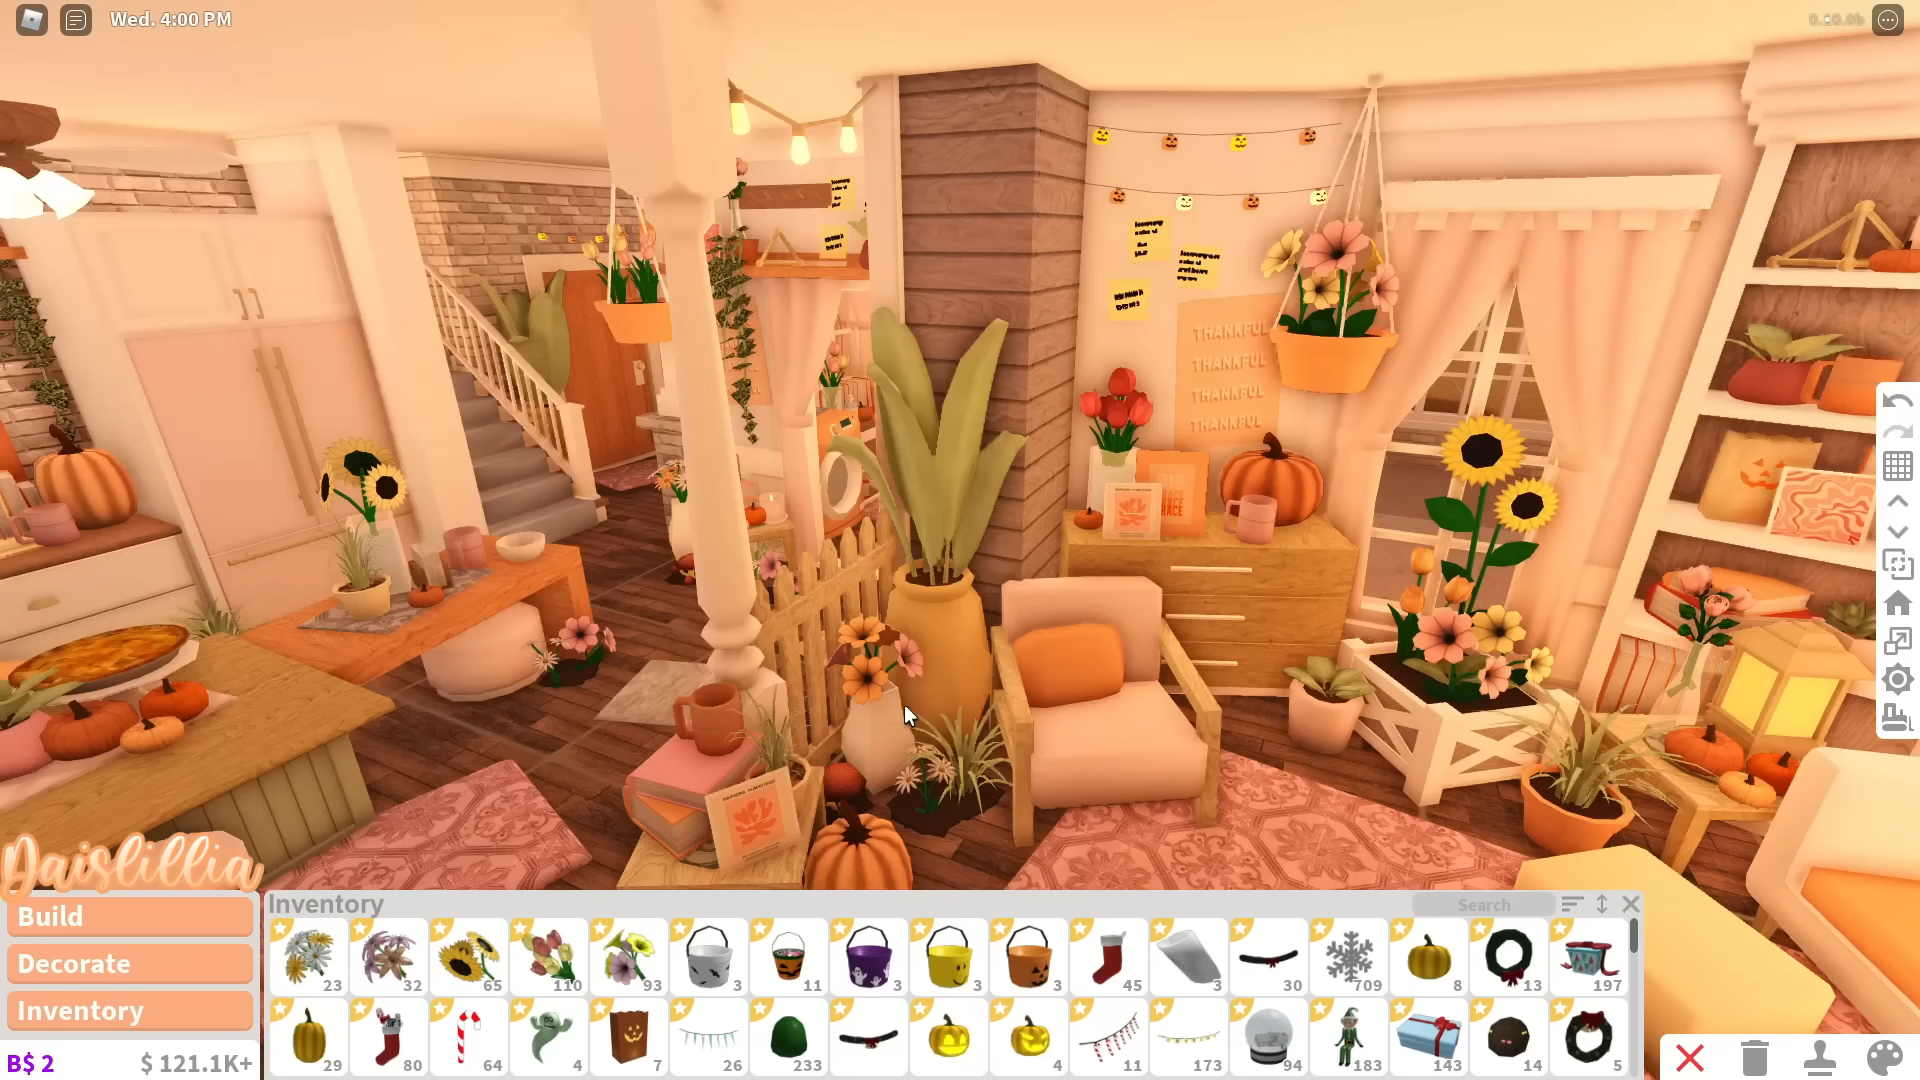 Wed. 4:00 PM
THANKFUL
THANKFUL
THANKFUL
THANKFUL
Daislillia
Build
Decorate
Inventory
B$ 2
$ 121.1K+
Inventory
Search
23
32
65
110
93
3
11
3
3
3
45
3
30
709
8
13
197
29
80
64
4
7
26
233
4
11
173
94
183
143
14
5